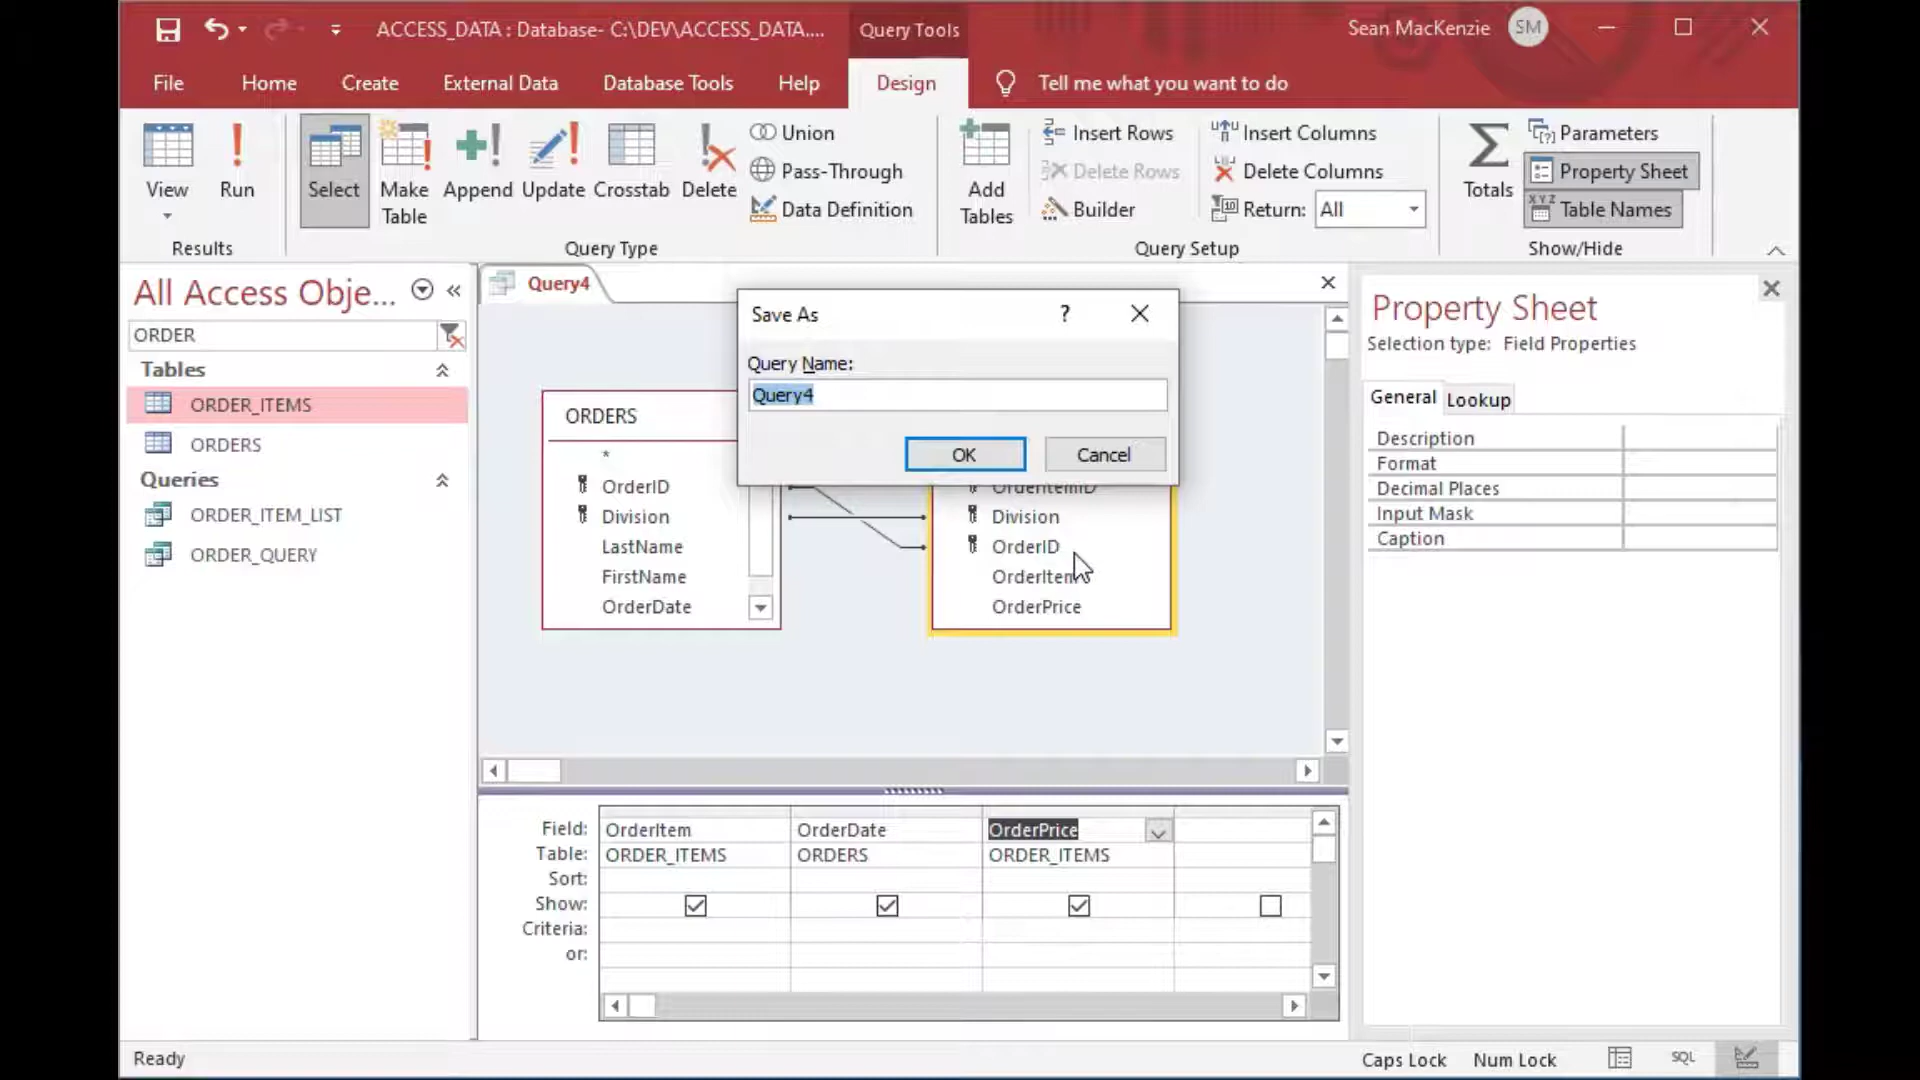 ACCESS_DATA : Database- C:\DEV\ACCESS_DATA....
Query Tools
Sean MacKenzie
SM
File
Home
Create
External Data
Database Tools
Help
Design
Tell me what you want to do
View
Run
Results
Select
Make Table
Append
Update
Crosstab
Delete
Union
Pass-Through
Data Definition
Query Type
Add Tables
Insert Rows
Delete Rows
Builder
Insert Columns
Delete Columns
Return: All
Query Setup
Totals
Parameters
Property Sheet
Table Names
Show/Hide
All Access Obje...
ORDER
Tables
ORDER_ITEMS
ORDERS
Queries
ORDER_ITEM_LIST
ORDER_QUERY
Query4
Save As
?
Query Name:
Query4
OK
Cancel
ORDERS
*
OrderID
Division
LastName
FirstName
OrderDate
OrderItemID
Division
OrderID
OrderItem
OrderPrice
Field: OrderItem OrderDate OrderPrice
Table: ORDER_ITEMS ORDERS ORDER_ITEMS
Sort:
Show:
Criteria:
or:
Property Sheet
Selection type: Field Properties
General
Lookup
Description
Format
Decimal Places
Input Mask
Caption
Ready
Caps Lock
Num Lock
SQL